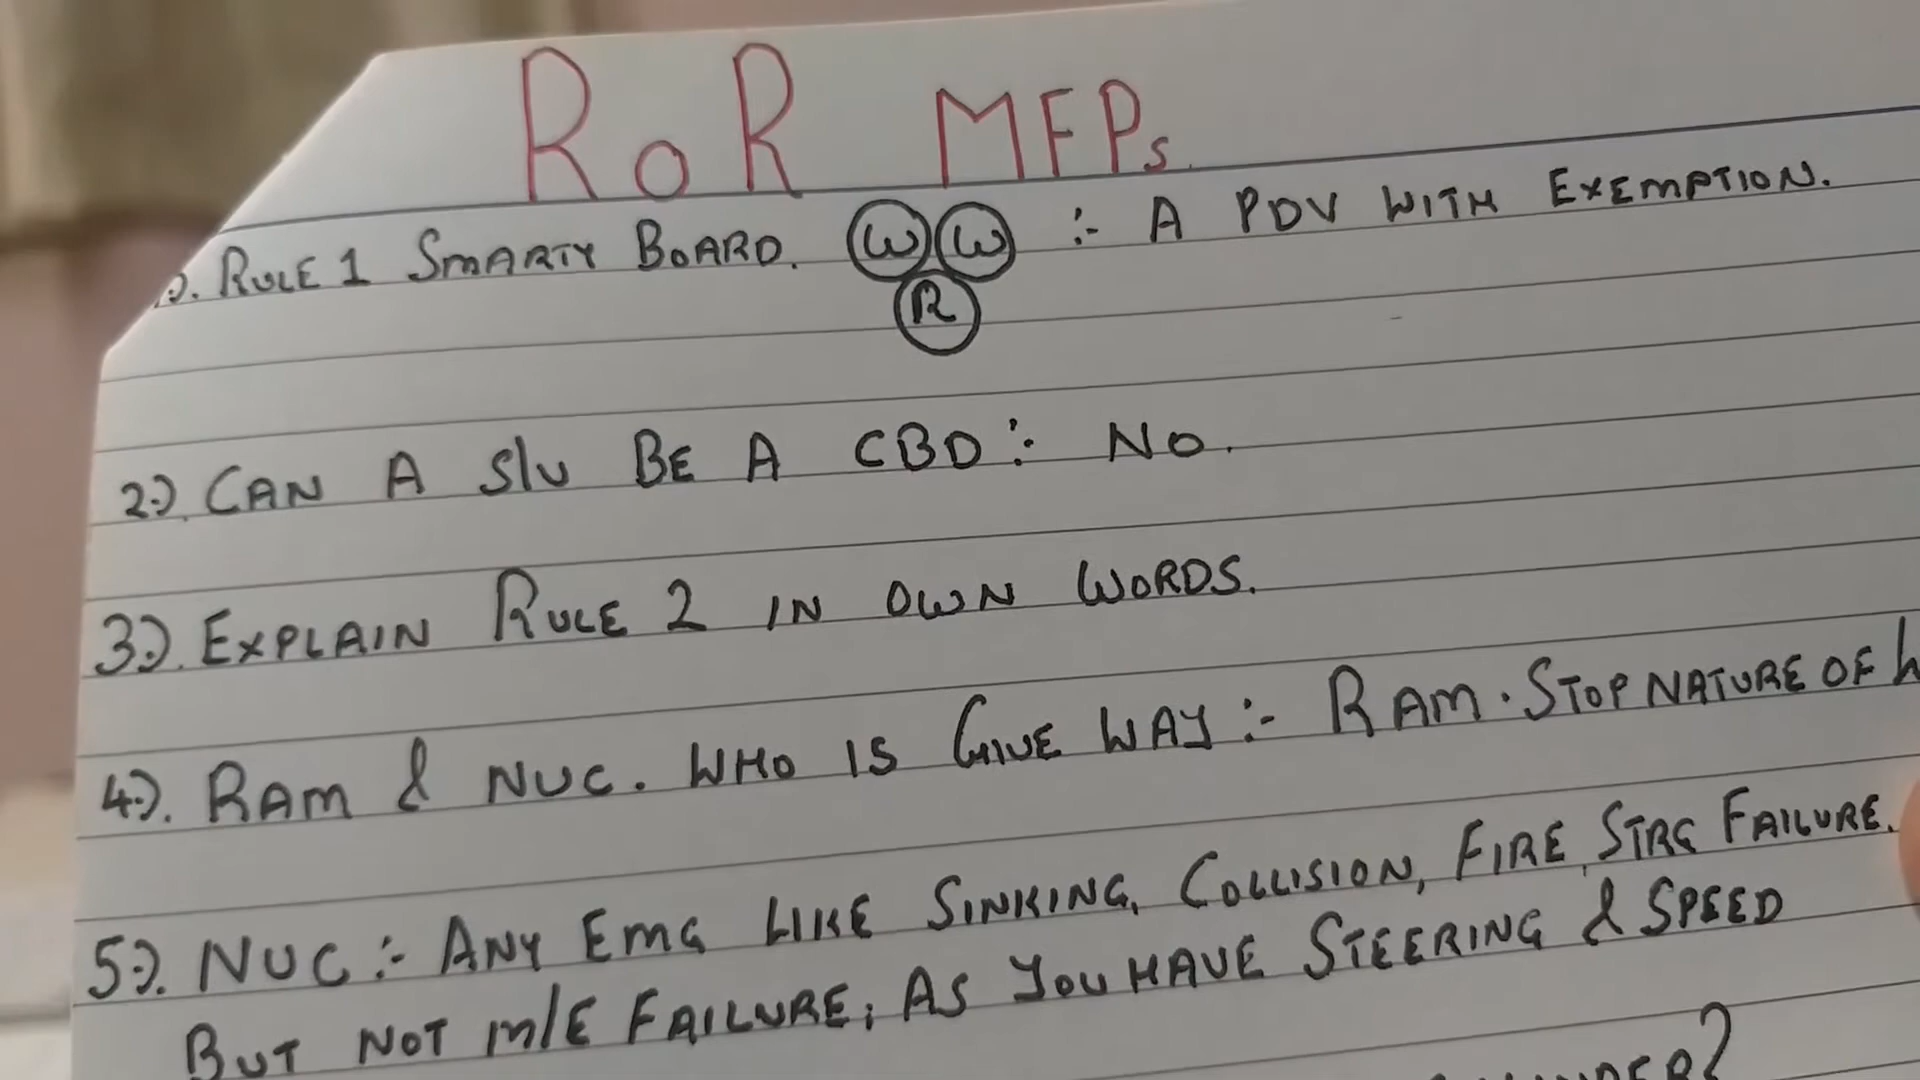 RoR MFPs
1). RULE 1 SMARTY BOARD. W W R :- A PDV WITH EXEMPTION.
2:). CAN A S/V BE A CBD :- NO.
3:). EXPLAIN RULE 2 IN OWN WORDS.
4:). RAM & NUC. WHO IS GIVE WAY :- RAM. STOP NATURE OF
5:). NUC :- ANY EMG LIKE SINKING, COLLISION, FIRE, STRG FAILURE.
BUT NOT M/E FAILURE; AS YOU HAVE STEERING & SPEED